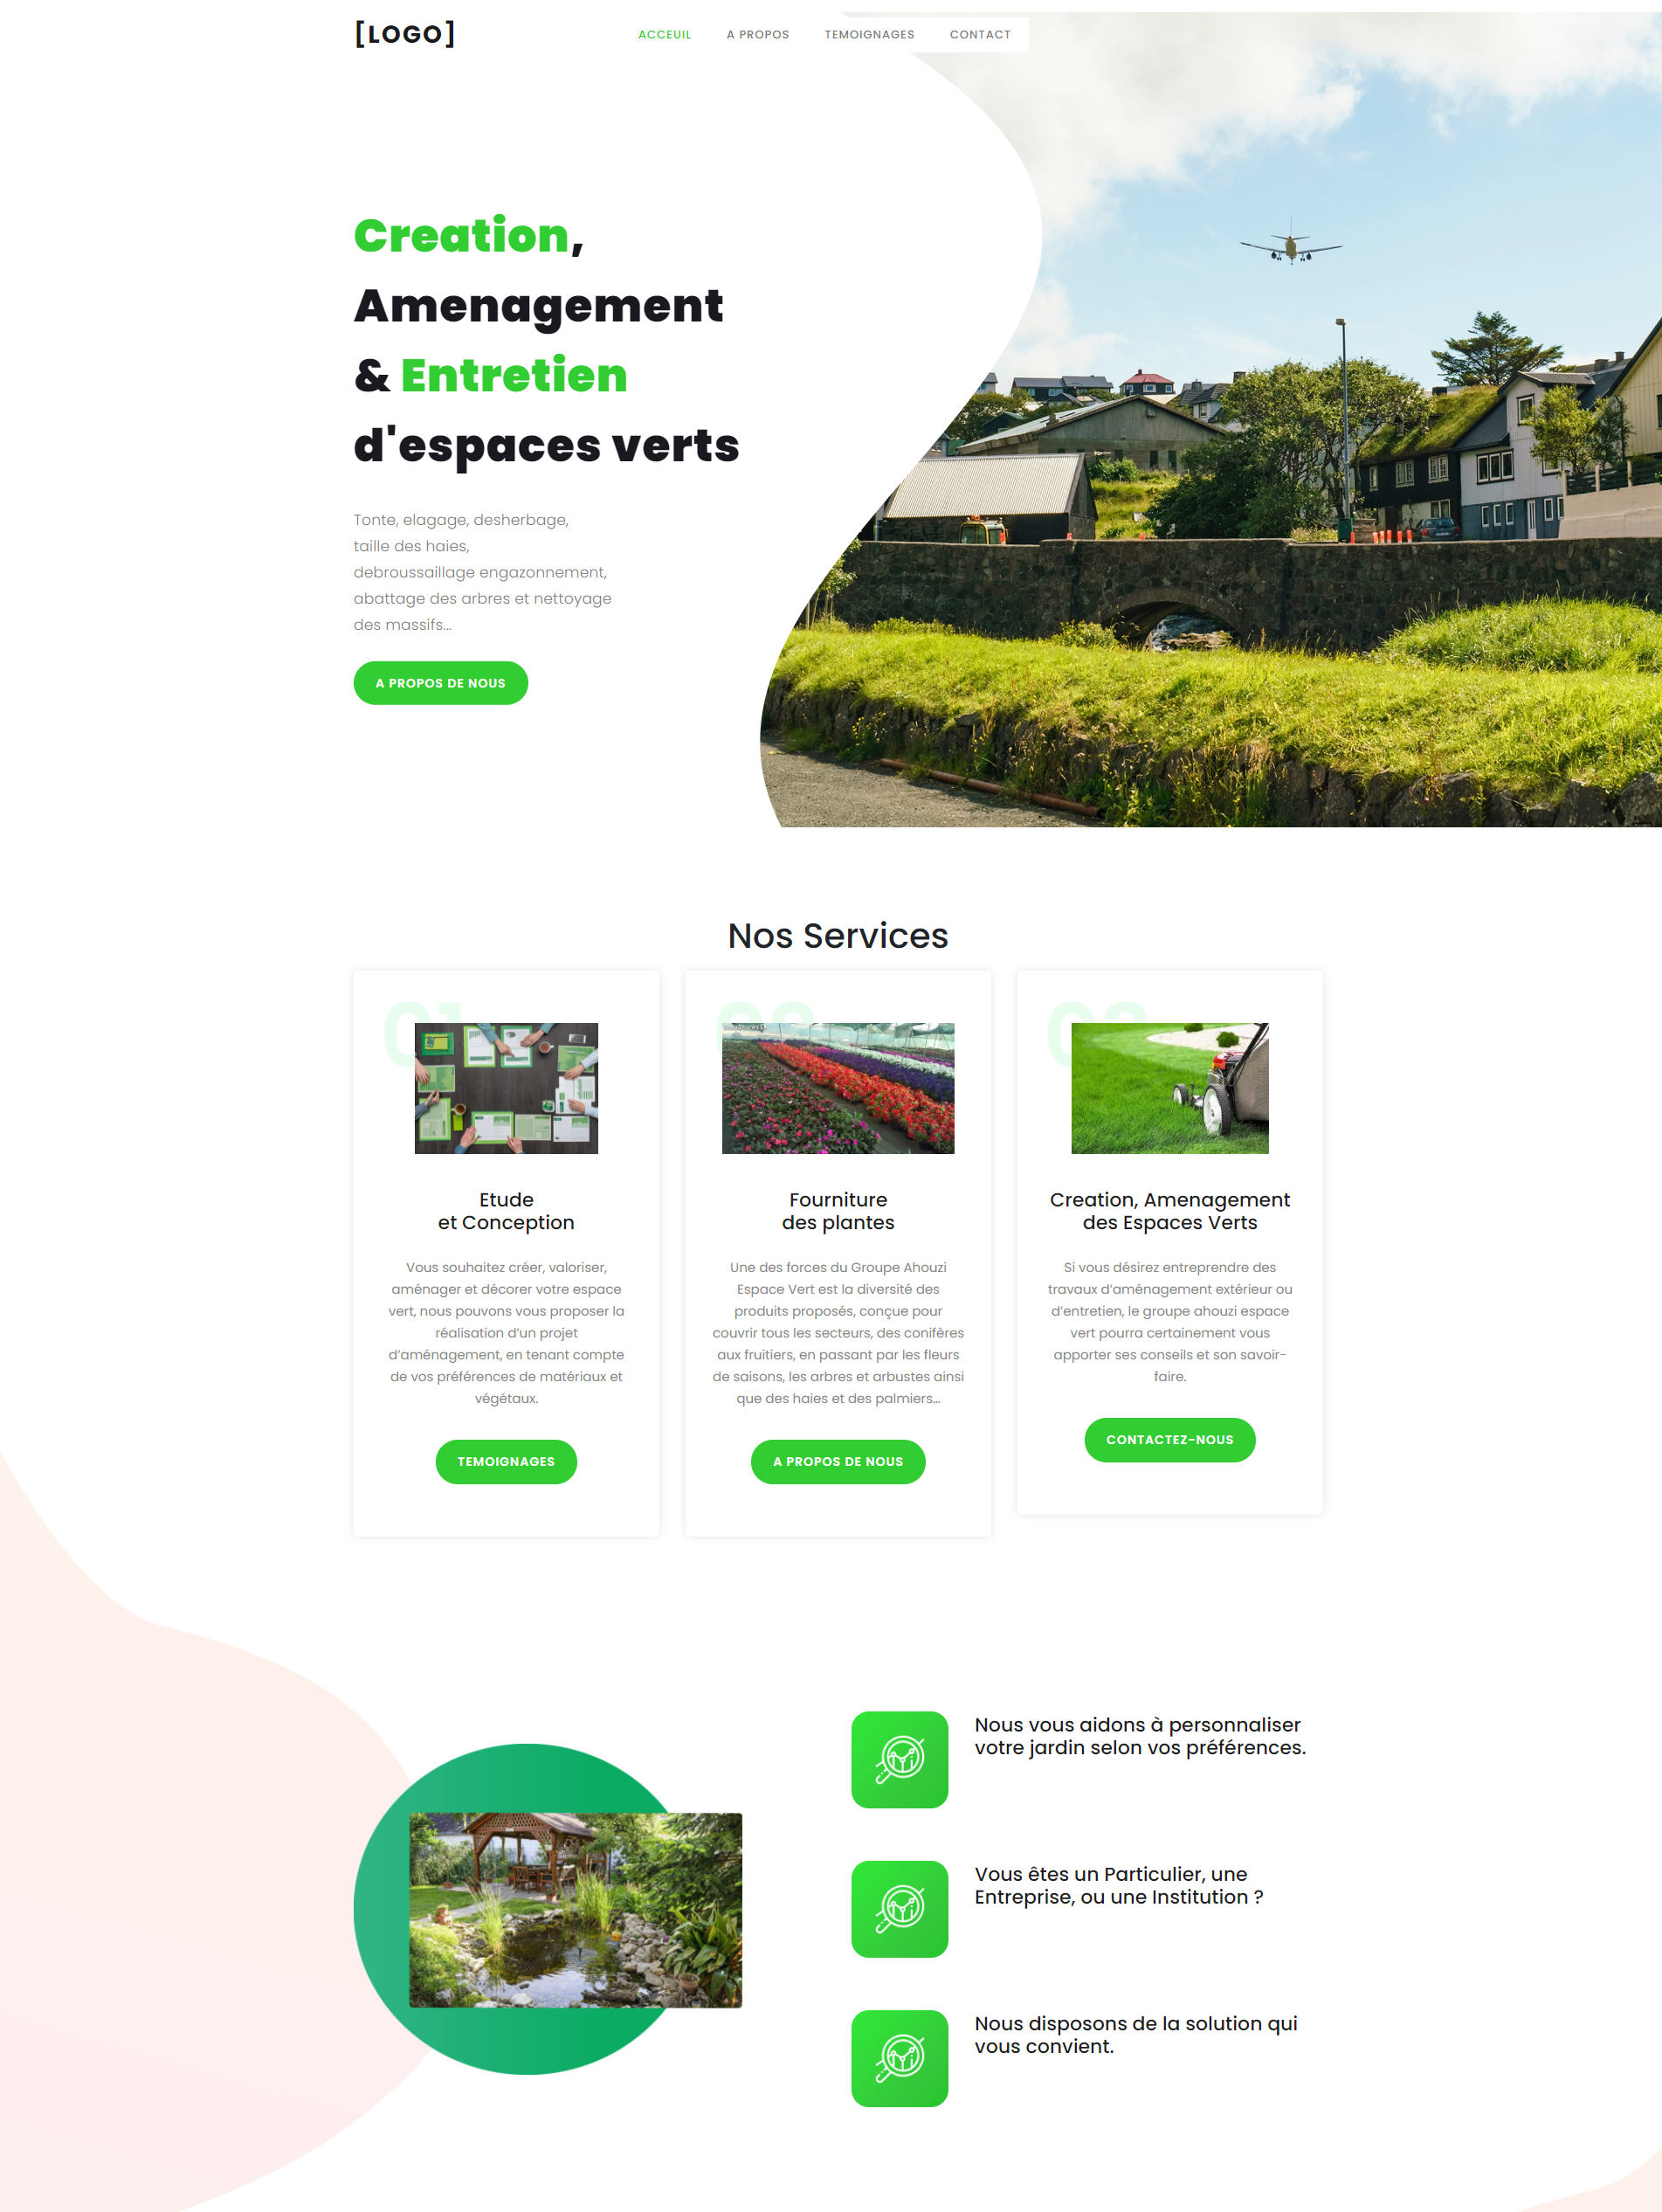 [LOGO]
ACCEUIL
A PROPOS
TEMOIGNAGES
CONTACT
Creation,
Amenagement
& Entretien
d'espaces verts
Tonte, elagage, desherbage,
taille des haies,
debroussaillage engazonnement,
abattage des arbres et nettoyage
des massifs...
A PROPOS DE NOUS
Nos Services
01
Etude
et Conception
Vous souhaitez créer, valoriser,
aménager et décorer votre espace
vert, nous pouvons vous proposer la
réalisation d’un projet
d’aménagement, en tenant compte
de vos préférences de matériaux et
végétaux.
TEMOIGNAGES
Fourniture
des plantes
Une des forces du Groupe Ahouzi
Espace Vert est la diversité des
produits proposés, conçue pour
couvrir tous les secteurs, des conifères
aux fruitiers, en passant par les fleurs
de saisons, les arbres et arbustes ainsi
que des haies et des palmiers...
A PROPOS DE NOUS
Creation, Amenagement
des Espaces Verts
Si vous désirez entreprendre des
travaux d’aménagement extérieur ou
d’entretien, le groupe ahouzi espace
vert pourra certainement vous
apporter ses conseils et son savoir-
faire.
CONTACTEZ-NOUS
Nous vous aidons à personnaliser
votre jardin selon vos préférences.
Vous êtes un Particulier, une
Entreprise, ou une Institution ?
Nous disposons de la solution qui
vous convient.